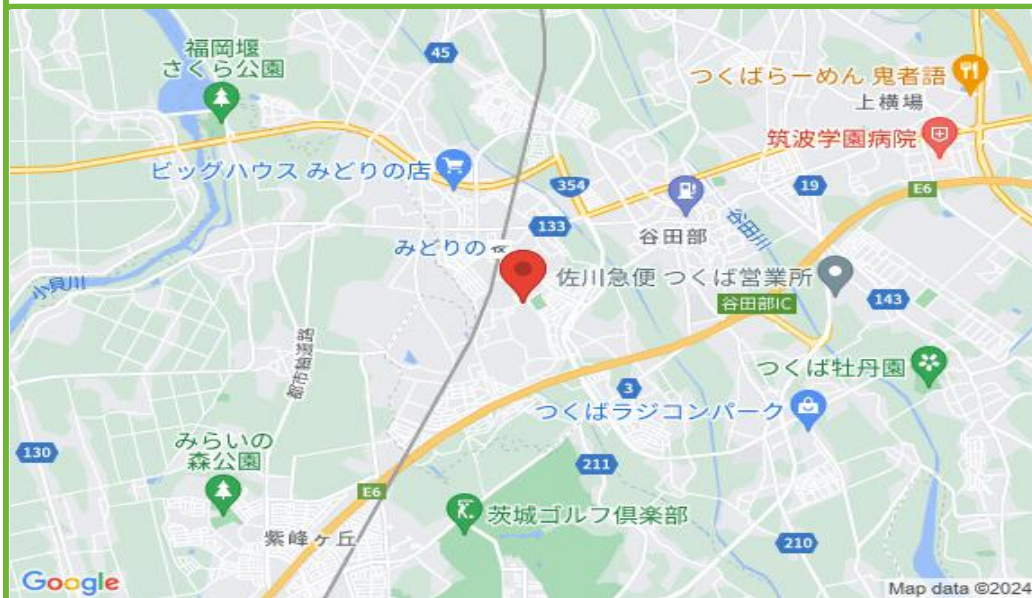 福岡堰
さくら公園
45
つくばらーめん 鬼者語
上横場
筑波学園病院
ビッグハウス みどりの店
354
19
E6
133
谷田部
谷田川
みどりの
小貝川
佐川急便 つくば営業所
谷田部IC
143
都市軸道路
つくば牡丹園
3
つくばラジコンパーク
130
みらいの
森公園
211
E6
茨城ゴルフ倶楽部
紫峰ヶ丘
210
Google
Map data ©2024